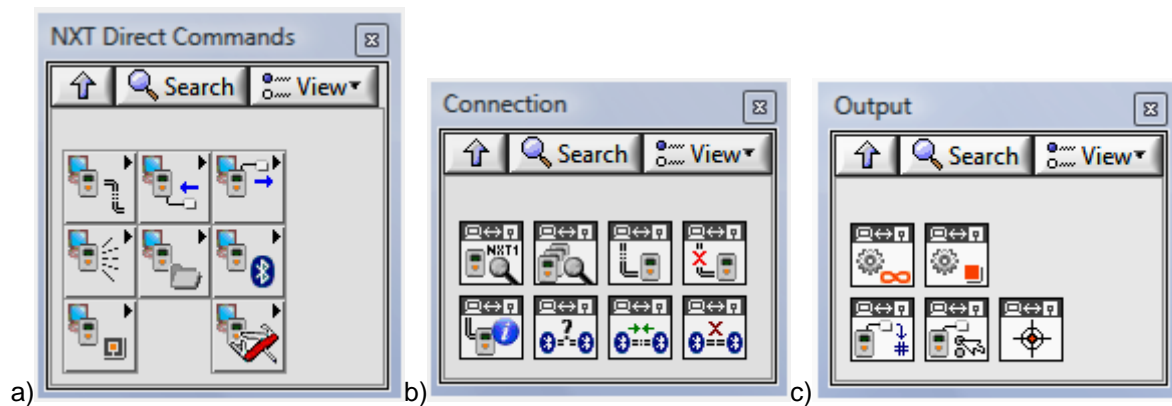 NXT Direct Commands
Search View
Connection
Search View
NXT1
i
?
X
#
Output
Search View
a)
b)
c)